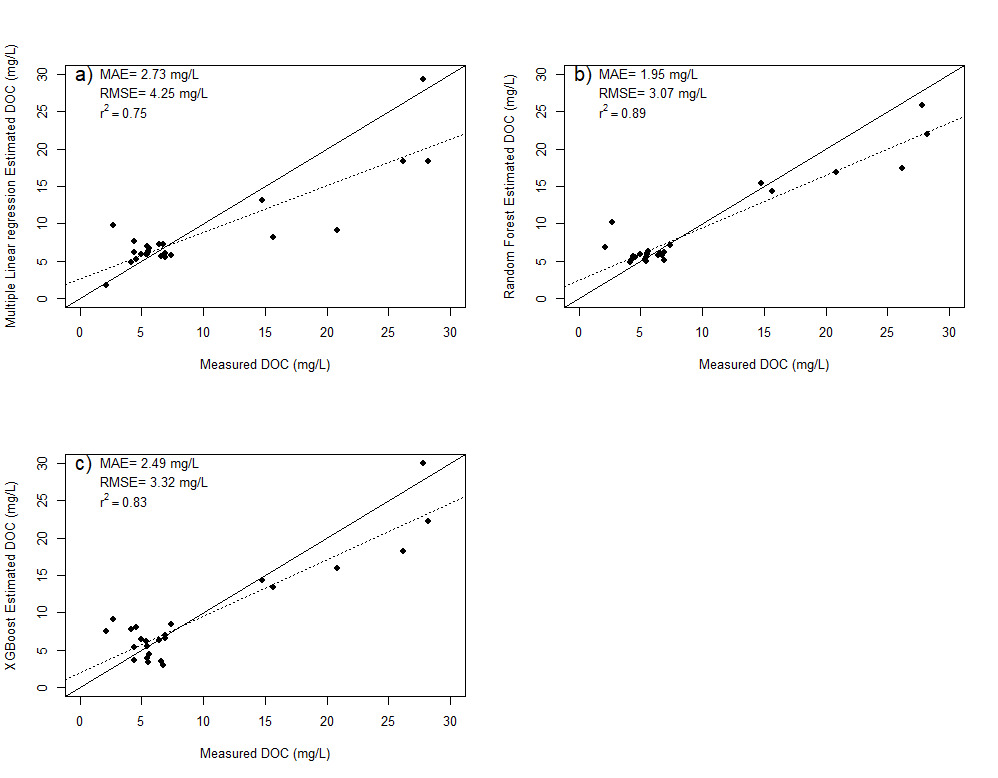 a) MAE= 2.73 mg/L
RMSE= 4.25 mg/L
r² = 0.75
Multiple Linear regression Estimated DOC (mg/L)
30
25
20
15
10
5
0
0 5 10 15 20 25 30
Measured DOC (mg/L)
b) MAE= 1.95 mg/L
RMSE= 3.07 mg/L
r² = 0.89
Random Forest Estimated DOC (mg/L)
30
25
20
15
10
5
0
0 5 10 15 20 25 30
Measured DOC (mg/L)
c) MAE= 2.49 mg/L
RMSE= 3.32 mg/L
r² = 0.83
XGBoost Estimated DOC (mg/L)
30
25
20
15
10
5
0
0 5 10 15 20 25 30
Measured DOC (mg/L)